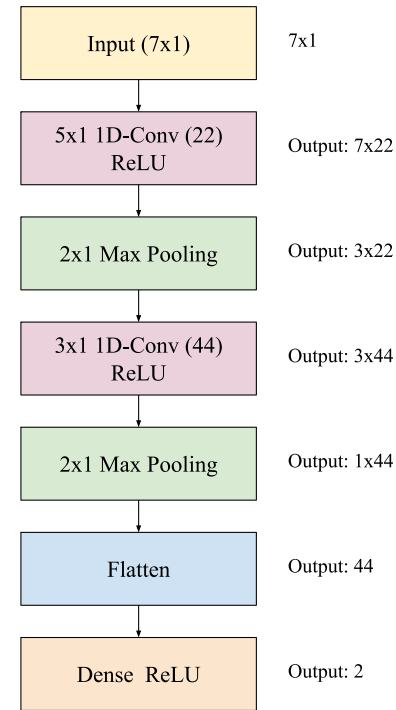 Input (7x1)
7x1
5x1 1D-Conv (22)
ReLU
Output: 7x22
2x1 Max Pooling
Output: 3x22
3x1 1D-Conv (44)
ReLU
Output: 3x44
2x1 Max Pooling
Output: 1x44
Flatten
Output: 44
Dense ReLU
Output: 2